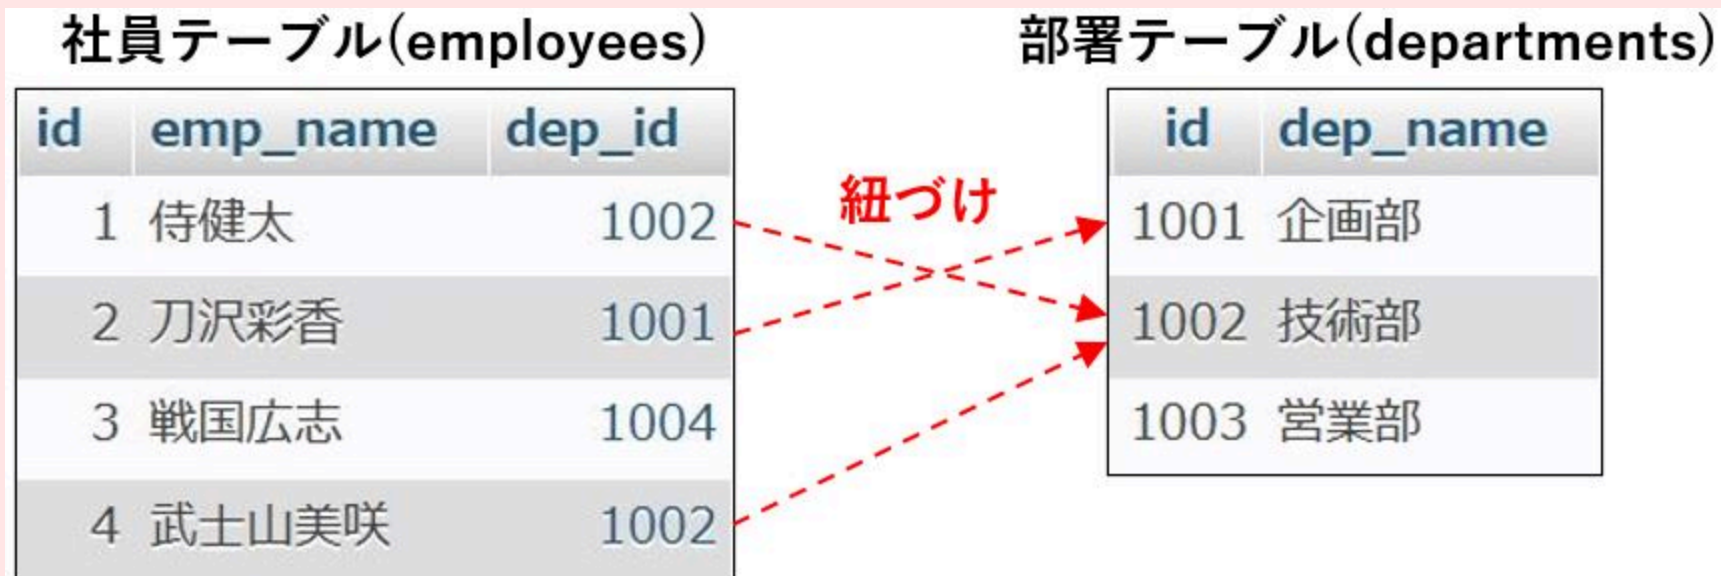 社員テーブル(employees) 部署テーブル(departments)
id emp_name dep_id
1 侍健太 1002
2 刀沢彩香 1001
3 戦国広志 1004
4 武士山美咲 1002
紐づけ
id dep_name
1001 企画部
1002 技術部
1003 営業部